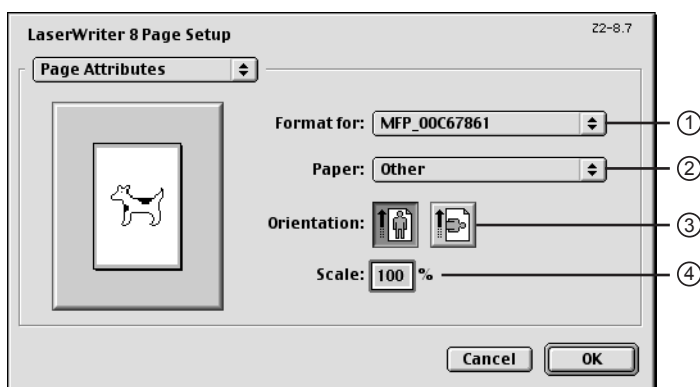 LaserWriter 8 Page Setup
Z2-8.7
Page Attributes
Format for: MFP_00C67861 1
Paper: Other 2
Orientation: 3
Scale: 100 % 4
Cancel OK